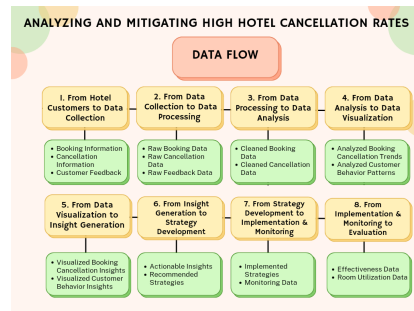 ANALYZING AND MITIGATING HIGH HOTEL CANCELLATION RATES
DATA FLOW
1. From Hotel
Customers to Data
Collection
• Booking Information
• Cancellation
Information
• Customer Feedback
2. From Data
Collection to Data
Processing
• Raw Booking Data
• Raw Cancellation
Data
• Raw Feedback Data
3. From Data
Processing to Data
Analysis
• Cleaned Booking
Data
• Cleaned Cancellation
Data
4. From Data
Analysis to Data
Visualization
• Analyzed Booking
Cancellation Trends
• Analyzed Customer
Behavior Patterns
5. From Data
Visualization to
Insight Generation
• Visualized Booking
Cancellation Insights
• Visualized Customer
Behavior Insights
6. From Insight
Generation to
Strategy
Development
• Actionable Insights
• Recommended
Strategies
7. From Strategy
Development to
Implementation &
Monitoring
• Implemented
Strategies
• Monitoring Data
8. From
Implementation &
Monitoring to
Evaluation
• Effectiveness Data
• Room Utilization Data